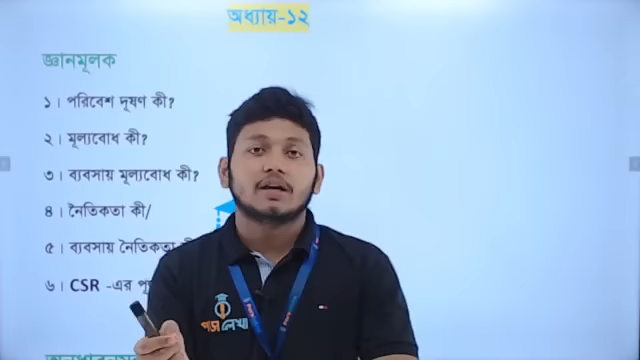 অধ্যায়-১২
জ্ঞানমূলক
১। পরিবেশ দূষণ কী?
২। মূল্যবোধ কী?
৩। ব্যবসায় মূল্যবোধ কী?
৪। নৈতিকতা কী/
৫। ব্যবসায় নৈতিকতা
৬। CSR -এর